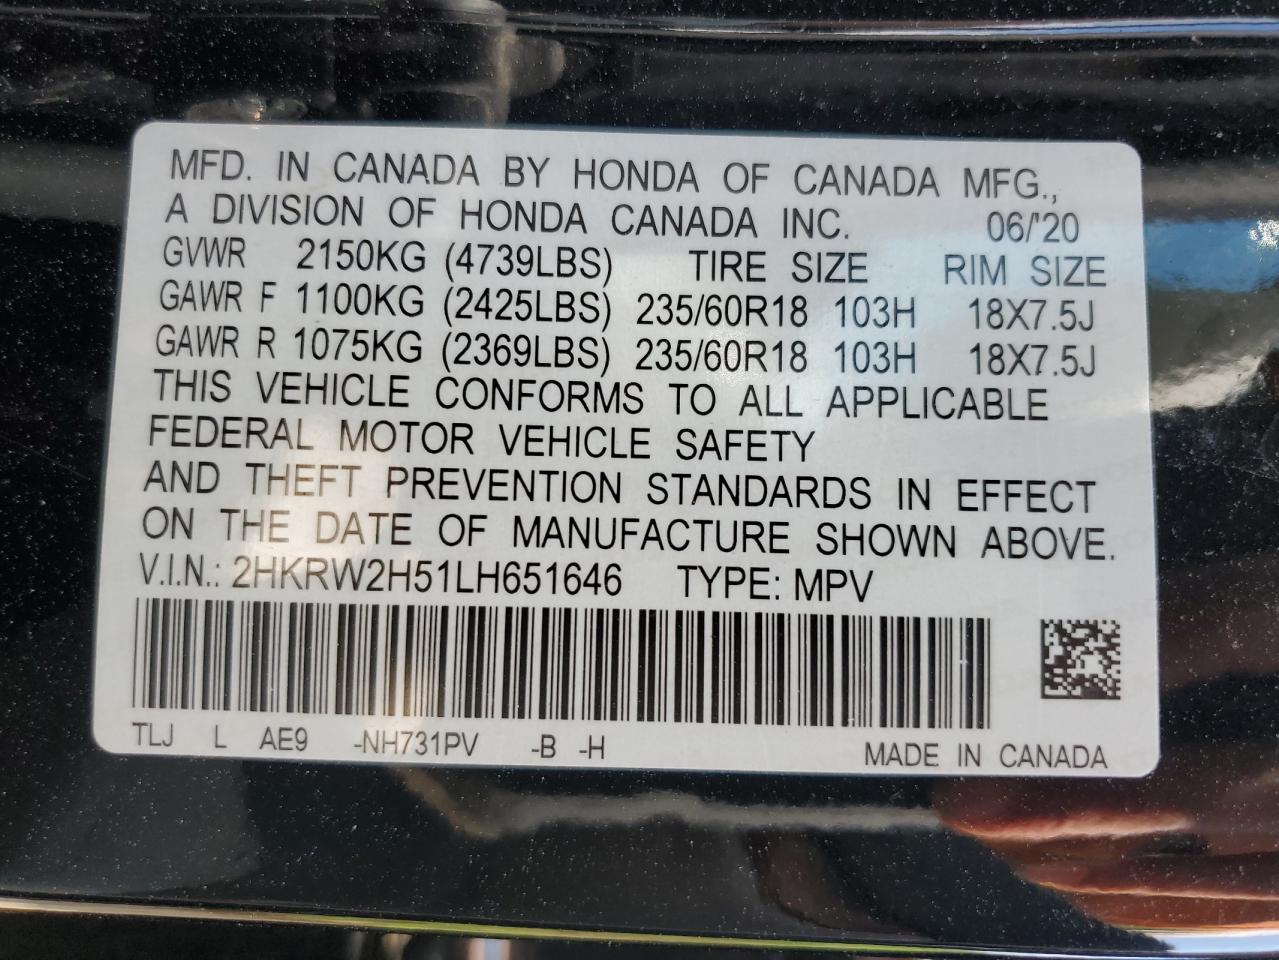 MFD. IN CANADA BY HONDA OF CANADA MFG.,
A DIVISION OF HONDA CANADA INC. 06/'20
GVWR 2150KG (4739LBS) TIRE SIZE RIM SIZE
GAWR F 1100KG (2425LBS) 235/60R18 103H 18X7.5J
GAWR R 1075KG (2369LBS) 235/60R18 103H 18X7.5J
THIS VEHICLE CONFORMS TO ALL APPLICABLE
FEDERAL MOTOR VEHICLE SAFETY
AND THEFT PREVENTION STANDARDS IN EFFECT
ON THE DATE OF MANUFACTURE SHOWN ABOVE.
V.I.N.: 2HKRW2H51LH651646 TYPE: MPV
TLJ L AE9 -NH731PV -B -H MADE IN CANADA